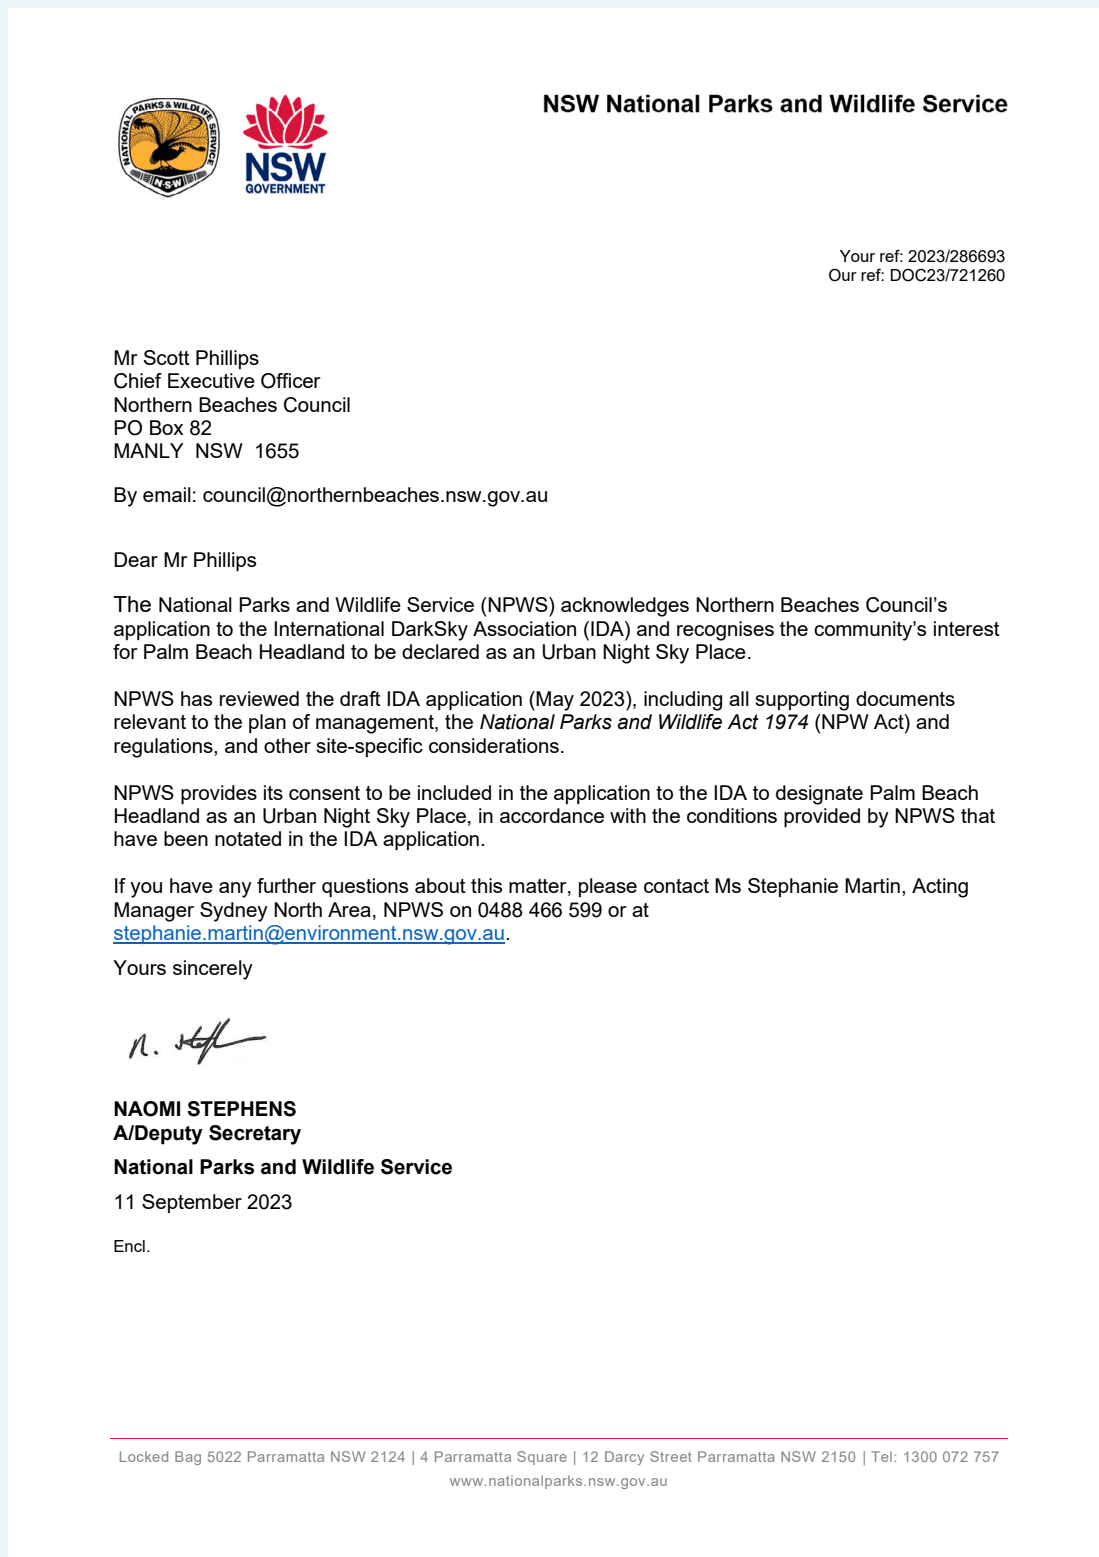 NATIONAL PARKS & WILDLIFE SERVICE
N·S·W
NSW
GOVERNMENT
NSW National Parks and Wildlife Service
Your ref: 2023/286693
Our ref: DOC23/721260
Mr Scott Phillips
Chief Executive Officer
Northern Beaches Council
PO Box 82
MANLY  NSW  1655
By email: council@northernbeaches.nsw.gov.au
Dear Mr Phillips
The National Parks and Wildlife Service (NPWS) acknowledges Northern Beaches Council’s
application to the International DarkSky Association (IDA) and recognises the community’s interest
for Palm Beach Headland to be declared as an Urban Night Sky Place.
NPWS has reviewed the draft IDA application (May 2023), including all supporting documents
relevant to the plan of management, the National Parks and Wildlife Act 1974 (NPW Act) and
regulations, and other site-specific considerations.
NPWS provides its consent to be included in the application to the IDA to designate Palm Beach
Headland as an Urban Night Sky Place, in accordance with the conditions provided by NPWS that
have been notated in the IDA application.
If you have any further questions about this matter, please contact Ms Stephanie Martin, Acting
Manager Sydney North Area, NPWS on 0488 466 599 or at
stephanie.martin@environment.nsw.gov.au.
Yours sincerely
NAOMI STEPHENS
A/Deputy Secretary
National Parks and Wildlife Service
11 September 2023
Encl.
Locked Bag 5022 Parramatta NSW 2124 | 4 Parramatta Square | 12 Darcy Street Parramatta NSW 2150 | Tel: 1300 072 757
www.nationalparks.nsw.gov.au